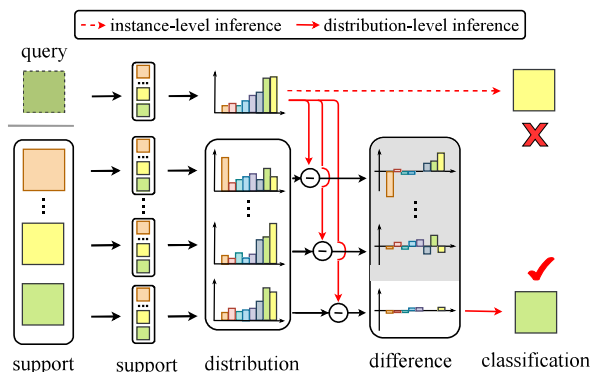 instance-level inference
distribution-level inference
query
support
support
distribution
difference
classification